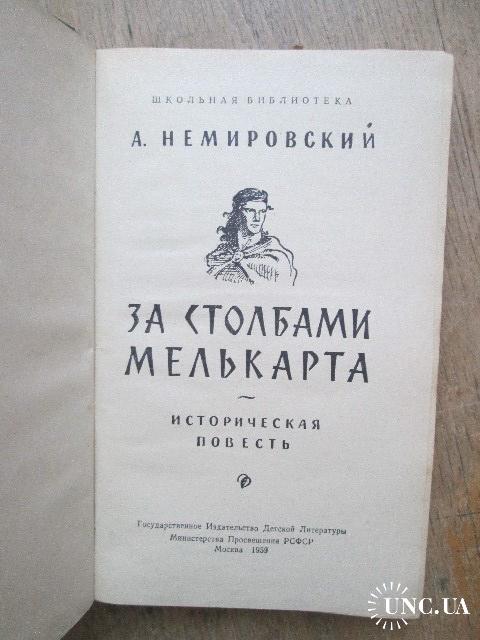 ШКОЛЬНАЯ БИБЛИОТЕКА
А. НЕМИРОВСКИЙ
ЗА СТОЛБАМИ
МЕЛЬКАРТА
ИСТОРИЧЕСКАЯ
ПОВЕСТЬ
Государственное Издательство Детской Литературы
Министерства Просвещения РСФСР
Москва 1959
UNC.UA